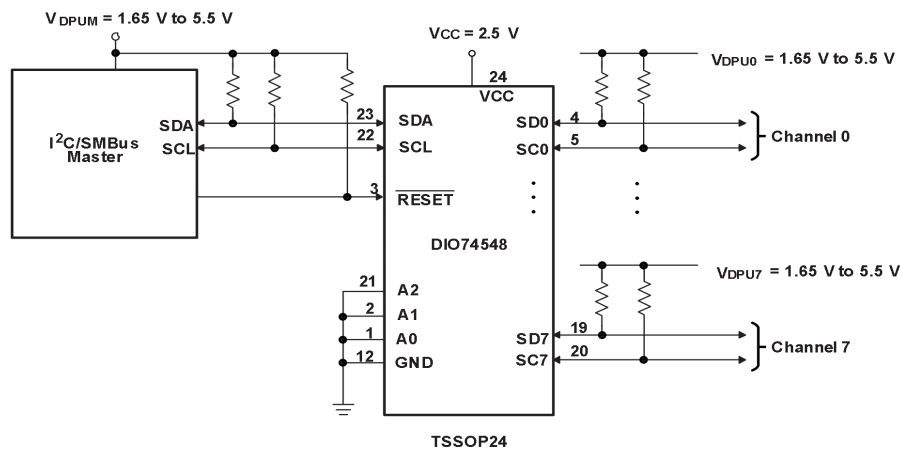 VDPUM = 1.65 V to 5.5 V
VCC = 2.5 V
24
VCC
VDPU0 = 1.65 V to 5.5 V
I²C/SMBus
Master
SDA
SCL
23
22
3
SDA
SCL
RESET
SD0
SC0
4
5
Channel 0
DIO74548
21
2
1
12
A2
A1
A0
GND
VDPU7 = 1.65 V to 5.5 V
SD7
SC7
19
20
Channel 7
TSSOP24